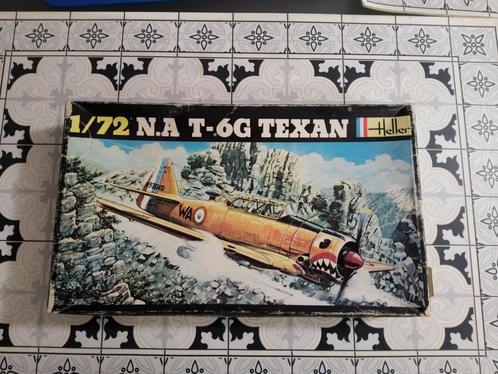 1/72 N.A T-6G TEXAN Heller
WA